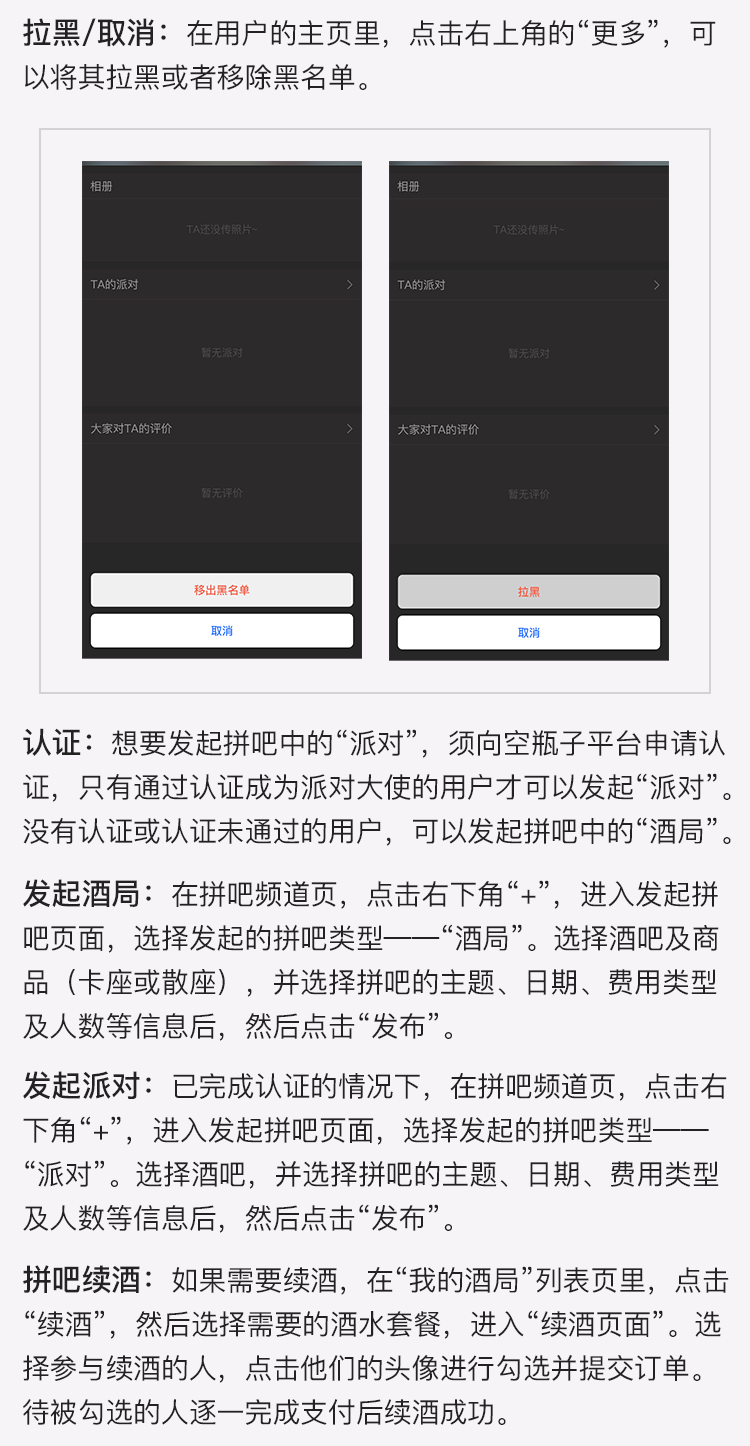 拉黑/取消：在用户的主页里，点击右上角的“更多”，可
以将其拉黑或者移除黑名单。
相册
TA还没传照片~
TA的派对
暂无派对
大家对TA的评价
暂无评价
移出黑名单
取消
相册
TA还没传照片~
TA的派对
暂无派对
大家对TA的评价
暂无评价
拉黑
取消
认证：想要发起拼吧中的“派对”，须向空瓶子平台申请认
证，只有通过认证成为派对大使的用户才可以发起“派对”。
没有认证或认证未通过的用户，可以发起拼吧中的“酒局”。
发起酒局：在拼吧频道页，点击右下角“+”，进入发起拼
吧页面，选择发起的拼吧类型——“酒局”。选择酒吧及商
品（卡座或散座），并选择拼吧的主题、日期、费用类型
及人数等信息后，然后点击“发布”。
发起派对：已完成认证的情况下，在拼吧频道页，点击右
下角“+”，进入发起拼吧页面，选择发起的拼吧类型——
“派对”。选择酒吧，并选择拼吧的主题、日期、费用类型
及人数等信息后，然后点击“发布”。
拼吧续酒：如果需要续酒，在“我的酒局”列表页里，点击
“续酒”，然后选择需要的酒水套餐，进入“续酒页面”。选
择参与续酒的人，点击他们的头像进行勾选并提交订单。
待被勾选的人逐一完成支付后续酒成功。